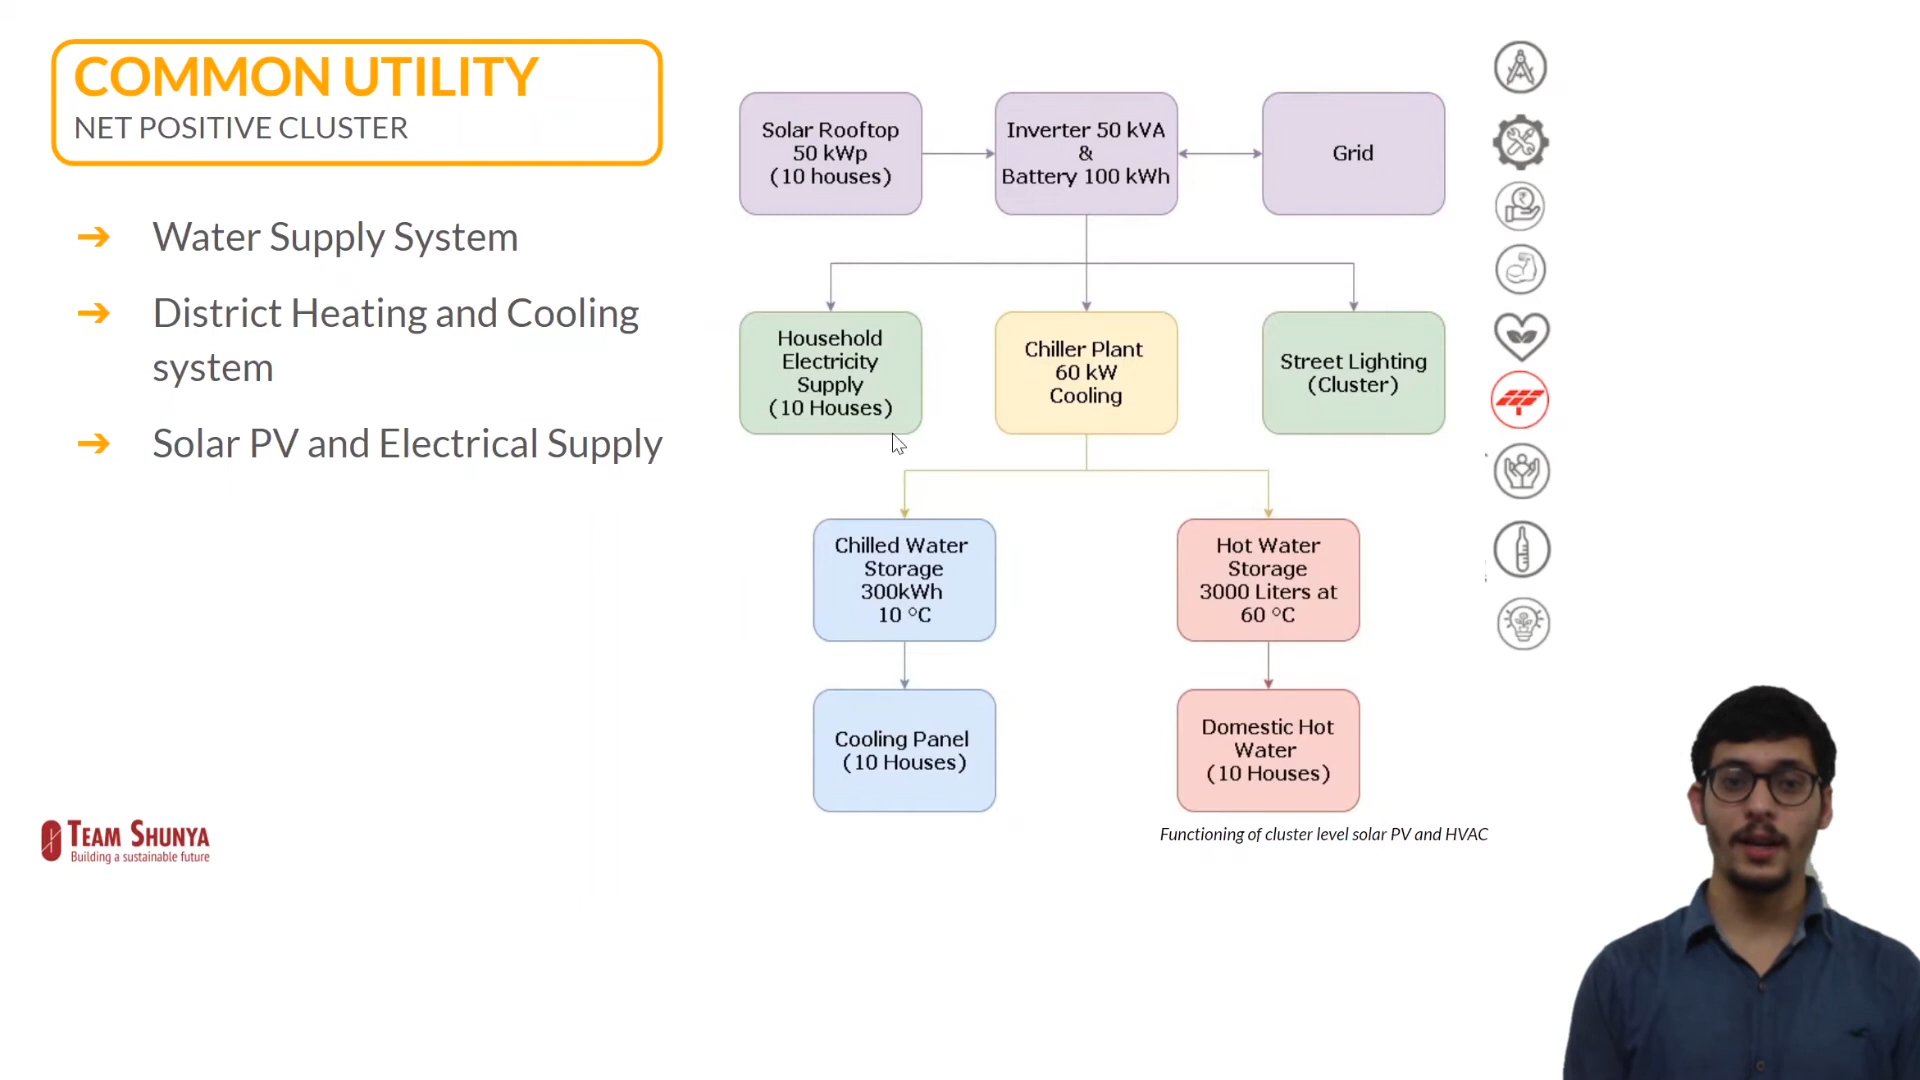 COMMON UTILITY
NET POSITIVE CLUSTER
Water Supply System
District Heating and Cooling
system
Solar PV and Electrical Supply
Solar Rooftop
50 kWp
(10 houses)
Inverter 50 kVA
&
Battery 100 kWh
Grid
Household
Electricity
Supply
(10 Houses)
Chiller Plant
60 kW
Cooling
Street Lighting
(Cluster)
Chilled Water
Storage
300kWh
10 °C
Hot Water
Storage
3000 Liters at
60 °C
Cooling Panel
(10 Houses)
Domestic Hot
Water
(10 Houses)
Functioning of cluster level solar PV and HVAC
TEAM SHUNYA
Building a sustainable future